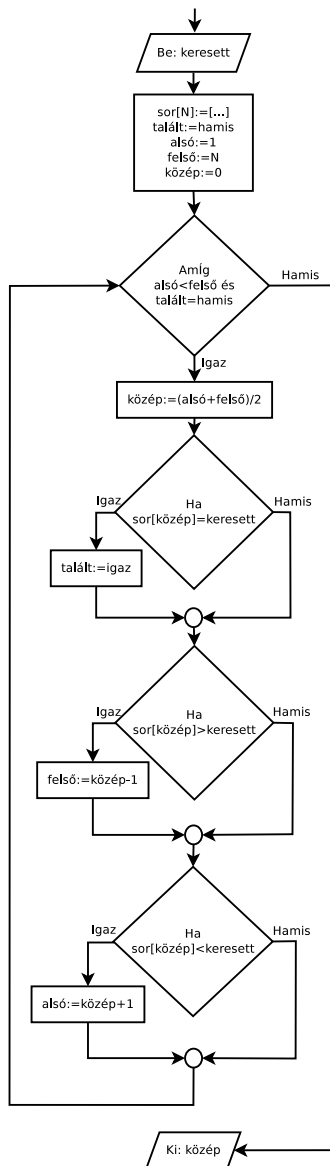 Be: keresett
sor[N]:=[...]
talált:=hamis
alsó:=1
felső:=N
közép:=0
Amíg
alsó<felső és
talált=hamis
Hamis
Igaz
közép:=(alsó+felső)/2
Ha
sor[közép]=keresett
Igaz
Hamis
talált:=igaz
Ha
sor[közép]>keresett
Igaz
Hamis
felső:=közép-1
Ha
sor[közép]<keresett
Igaz
Hamis
alsó:=közép+1
Ki: közép